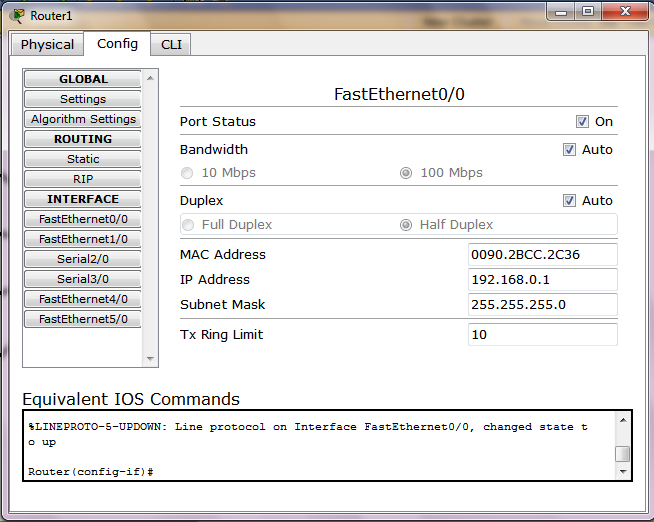 Router1
Physical
Config
CLI
GLOBAL
Settings
Algorithm Settings
ROUTING
Static
RIP
INTERFACE
FastEthernet0/0
FastEthernet1/0
Serial2/0
Serial3/0
FastEthernet4/0
FastEthernet5/0
FastEthernet0/0
Port Status On
Bandwidth Auto
10 Mbps 100 Mbps
Duplex Auto
Full Duplex Half Duplex
MAC Address 0090.2BCC.2C36
IP Address 192.168.0.1
Subnet Mask 255.255.255.0
Tx Ring Limit 10
Equivalent IOS Commands
%LINEPROTO-5-UPDOWN: Line protocol on Interface FastEthernet0/0, changed state t
o up
Router(config-if)#